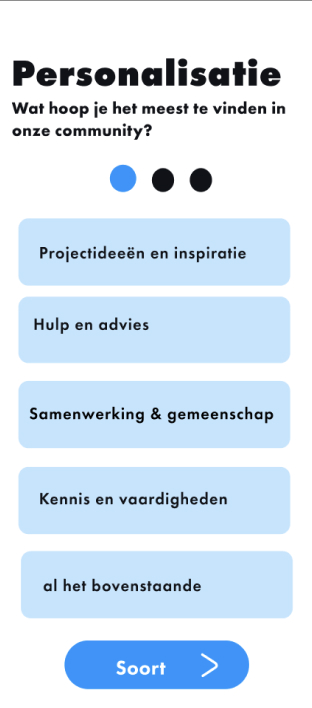 Personalisatie
Wat hoop je het meest te vinden in
onze community?
Projectideeën en inspiratie
Hulp en advies
Samenwerking & gemeenschap
Kennis en vaardigheden
al het bovenstaande
Soort